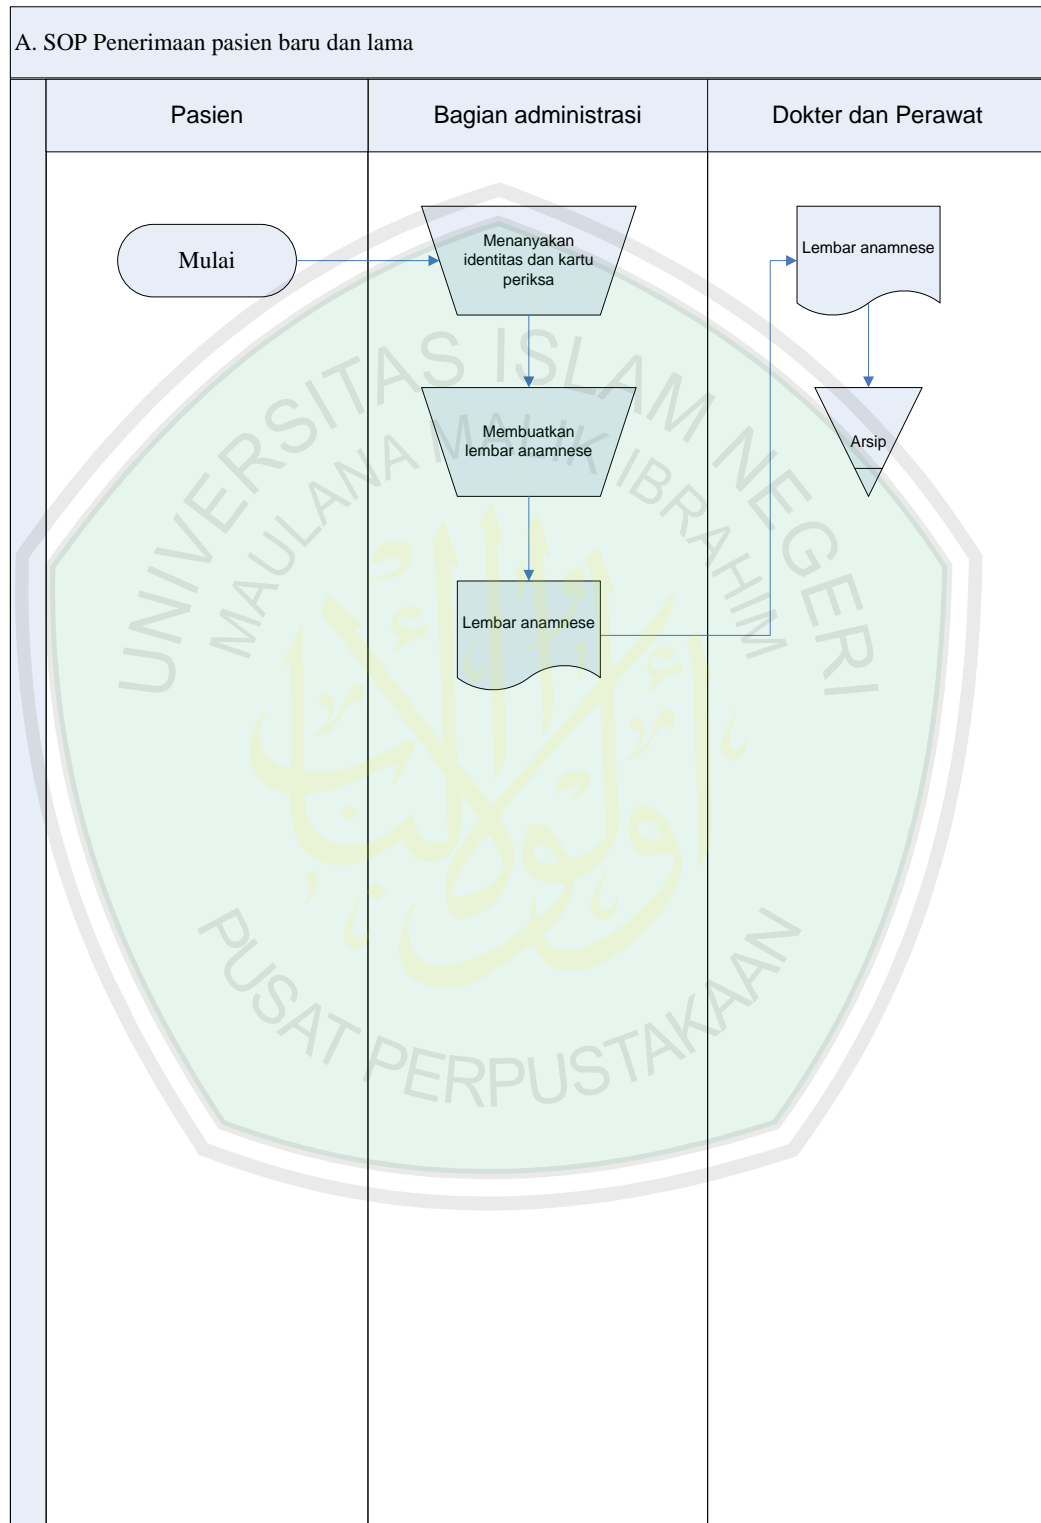 A. SOP Penerimaan pasien baru dan lama
Pasien
Bagian administrasi
Dokter dan Perawat
Mulai
Menanyakan
identitas dan kartu
periksa
Lembar anamnese
Membuatkan
lembar anamnese
Arsip
Lembar anamnese
UNIVERSITAS ISLAM NEGERI
MAULANA MALIK IBRAHIM
PUSAT PERPUSTAKAAN